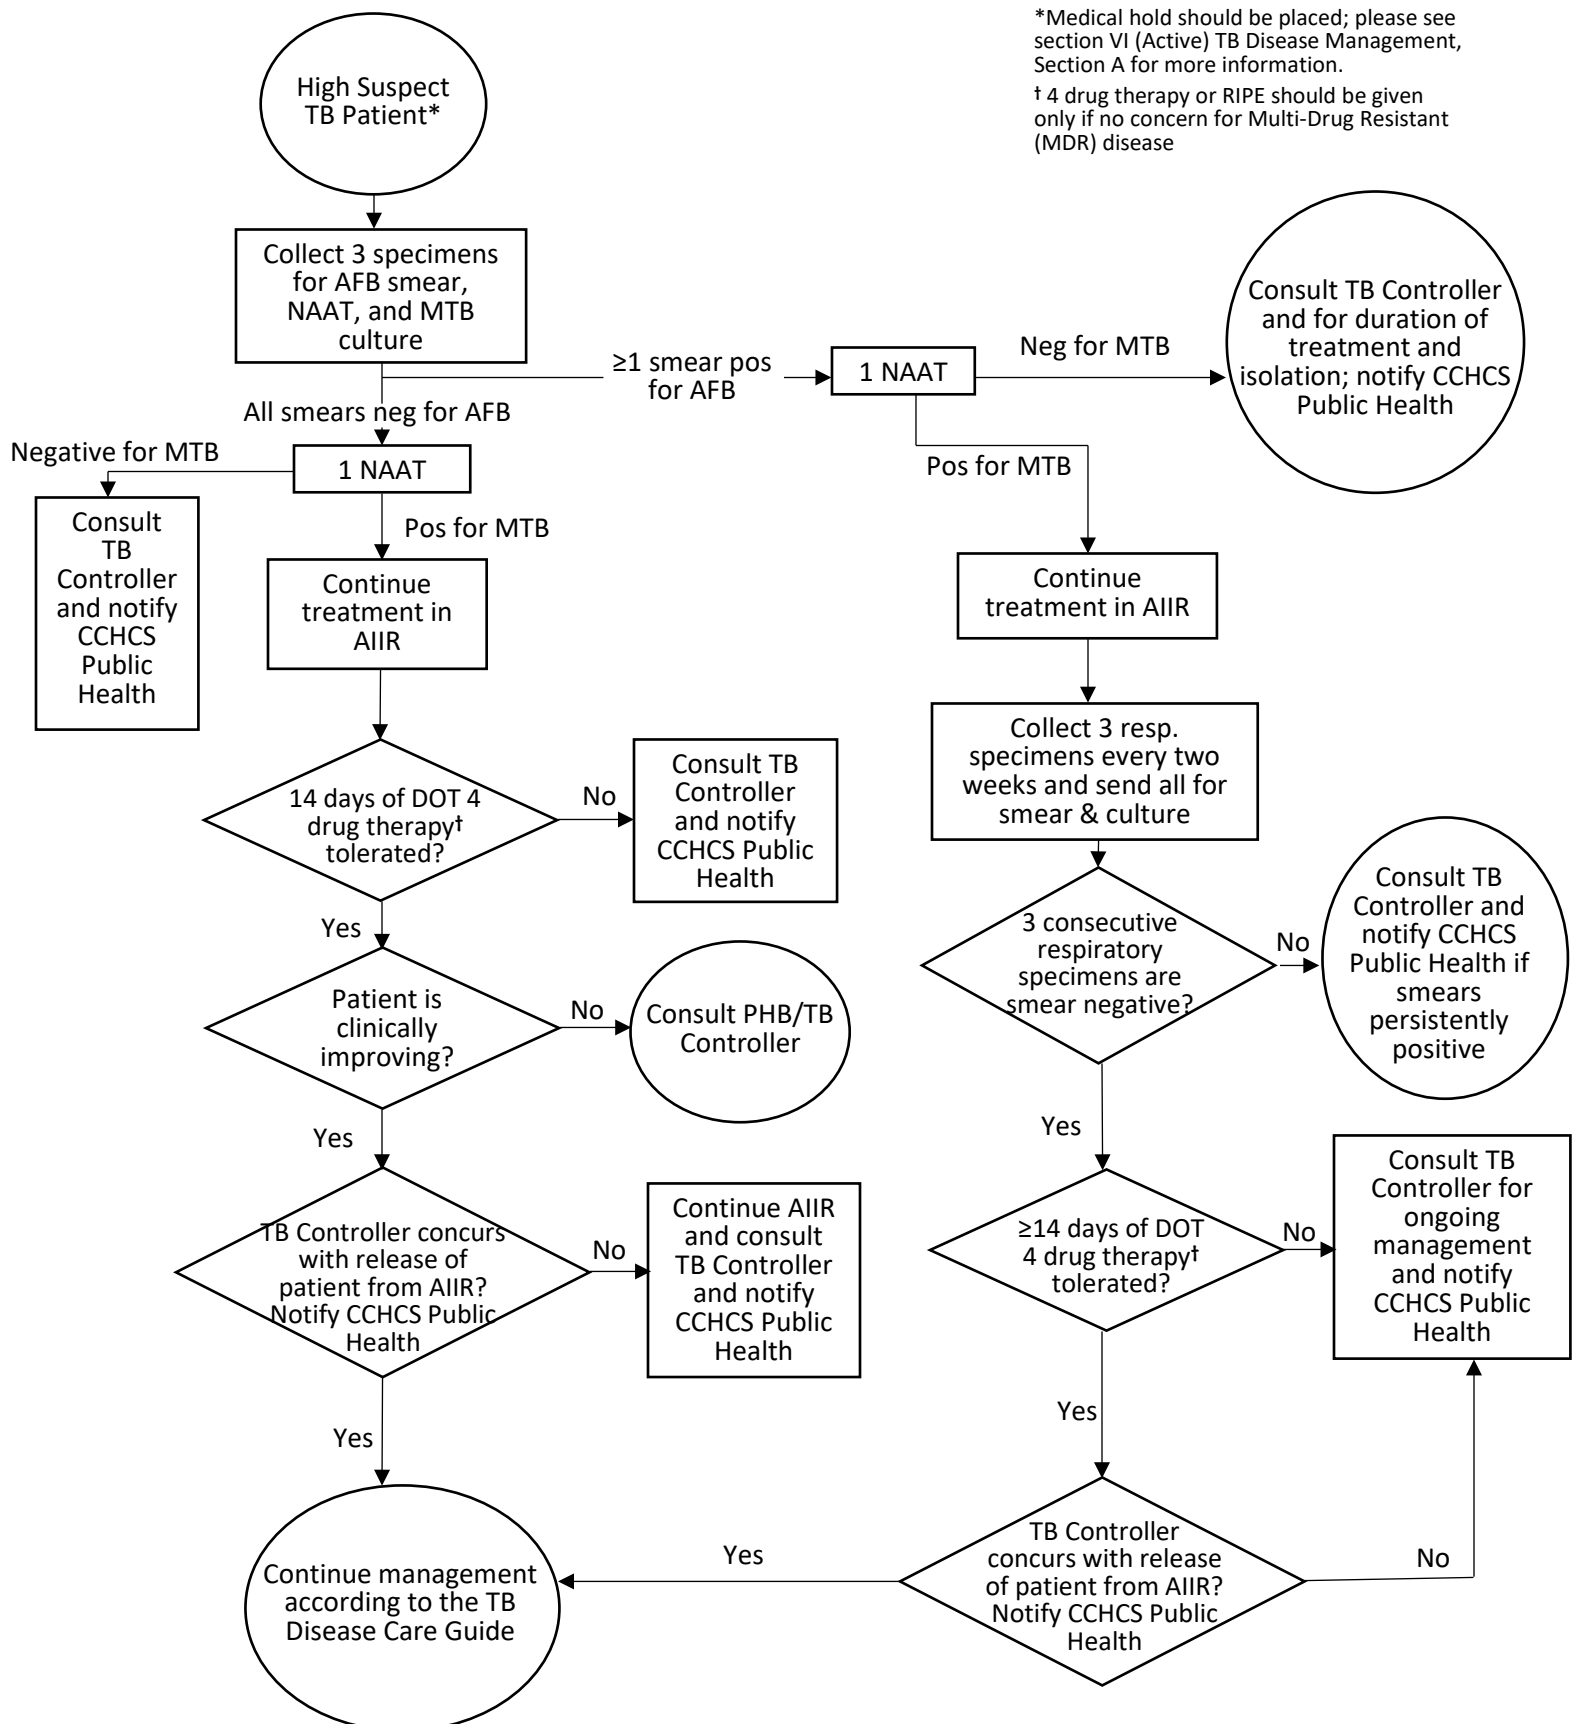 *Medical hold should be placed; please see
section VI (Active) TB Disease Management,
Section A for more information.
† 4 drug therapy or RIPE should be given
only if no concern for Multi-Drug Resistant
(MDR) disease
High Suspect
TB Patient*
Collect 3 specimens
for AFB smear,
NAAT, and MTB
culture
≥1 smear pos
for AFB
1 NAAT
Neg for MTB
Consult TB Controller
and for duration of
treatment and
isolation; notify CCHCS
Public Health
All smears neg for AFB
Negative for MTB
1 NAAT
Pos for MTB
Consult
TB
Controller
and notify
CCHCS
Public
Health
Pos for MTB
Continue
treatment in
AIIR
Continue
treatment in AIIR
Collect 3 resp.
specimens every two
weeks and send all for
smear & culture
14 days of DOT 4
drug therapy†
tolerated?
No
Consult TB
Controller
and notify
CCHCS Public
Health
Yes
3 consecutive
respiratory
specimens are
smear negative?
No
Consult TB
Controller and
notify CCHCS
Public Health if
smears
persistently
positive
Patient is
clinically
improving?
No
Consult PHB/TB
Controller
Yes
Yes
TB Controller concurs
with release of
patient from AIIR?
Notify CCHCS Public
Health
No
Continue AIIR
and consult
TB Controller
and notify
CCHCS Public
Health
≥14 days of DOT
4 drug therapy†
tolerated?
No
Consult TB
Controller for
ongoing
management
and notify
CCHCS Public
Health
Yes
Yes
Continue management
according to the TB
Disease Care Guide
Yes
TB Controller
concurs with release
of patient from AIIR?
Notify CCHCS Public
Health
No